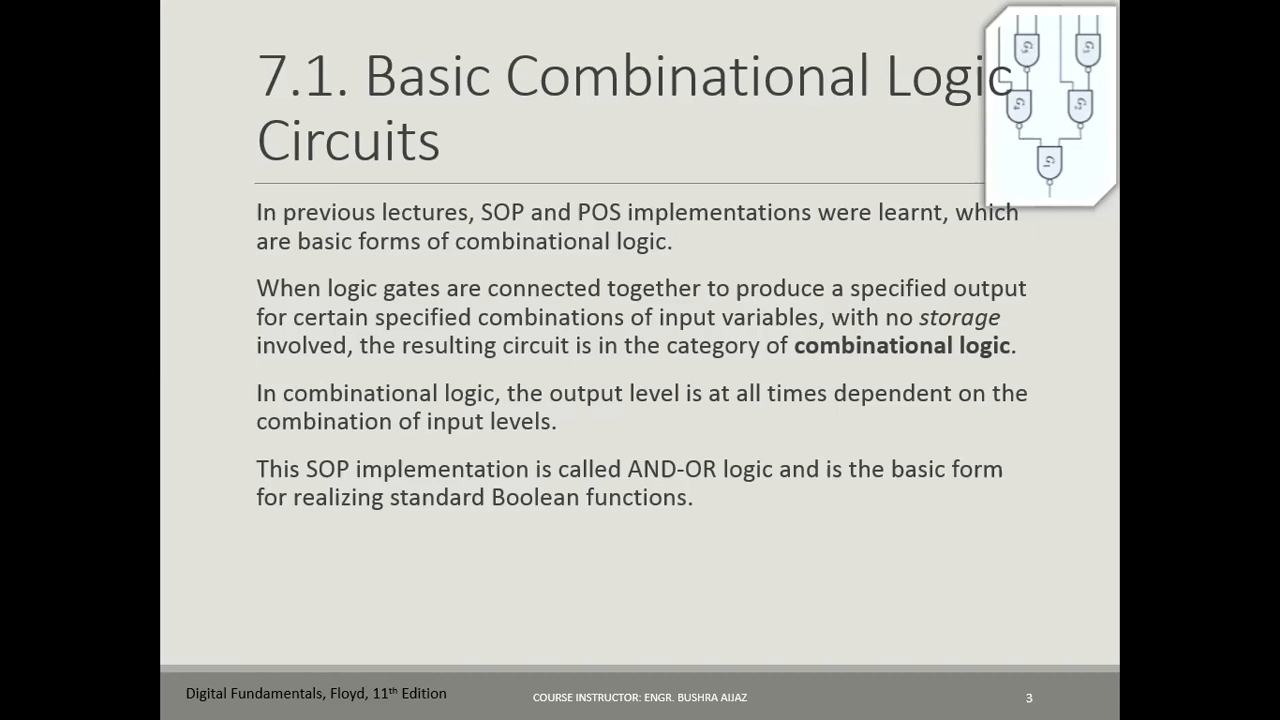 7.1. Basic Combinational Logic
Circuits
In previous lectures, SOP and POS implementations were learnt, which
are basic forms of combinational logic.
When logic gates are connected together to produce a specified output
for certain specified combinations of input variables, with no storage
involved, the resulting circuit is in the category of combinational logic.
In combinational logic, the output level is at all times dependent on the
combination of input levels.
This SOP implementation is called AND-OR logic and is the basic form
for realizing standard Boolean functions.
Digital Fundamentals, Floyd, 11th Edition
COURSE INSTRUCTOR: ENGR. BUSHRA AIJAZ
3